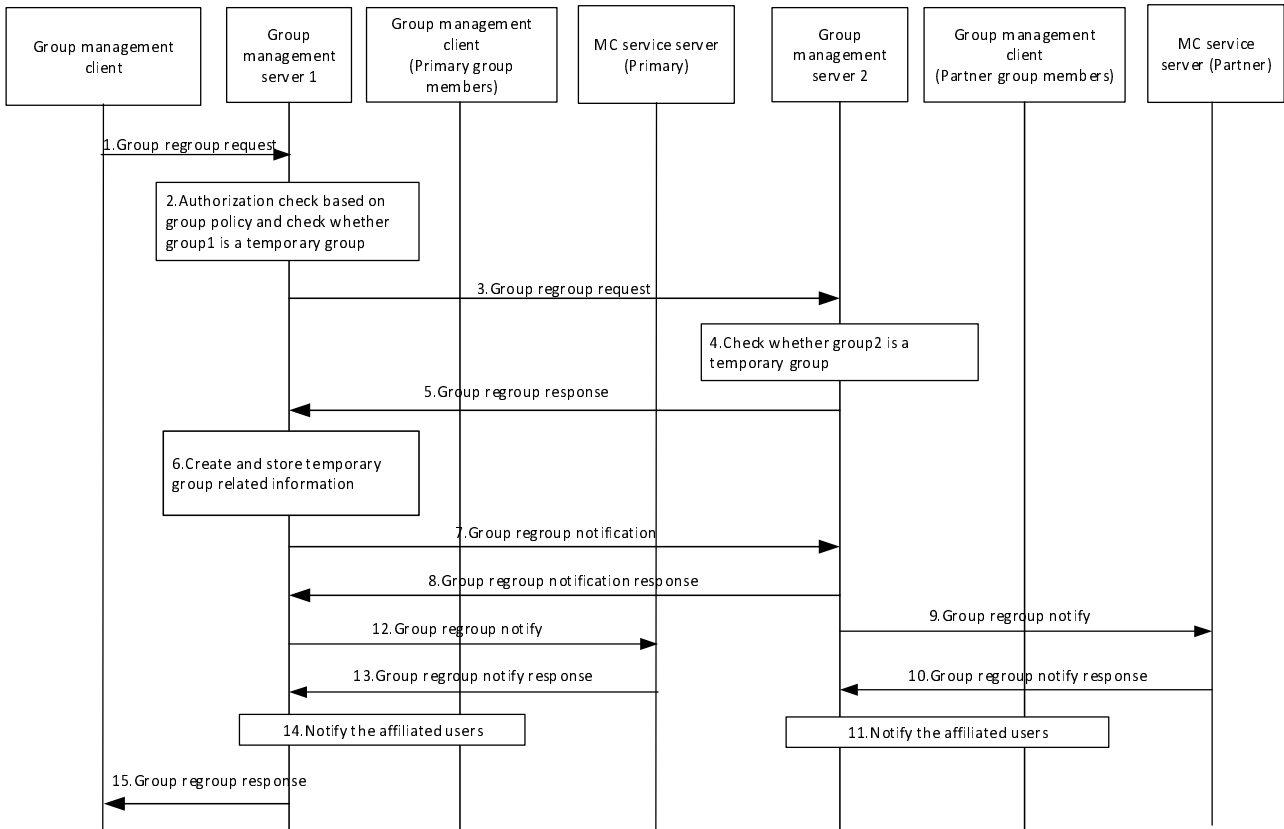 Group management
client
Group
management
server 1
Group management
client
(Primary group
members)
MC service server
(Primary)
Group
management
server 2
Group management
client
(Partner group members)
MC service
server (Partner)
1.Group regroup request
2.Authorization check based on
group policy and check whether
group1 is a temporary group
3.Group regroup request
4.Check whether group2 is a
temporary group
5.Group regroup response
6.Create and store temporary
group related information
7.Group regroup notification
8.Group regroup notification response
9.Group regroup notify
12.Group regroup notify
13.Group regroup notify response
10.Group regroup notify response
14.Notify the affiliated users
11.Notify the affiliated users
15.Group regroup response